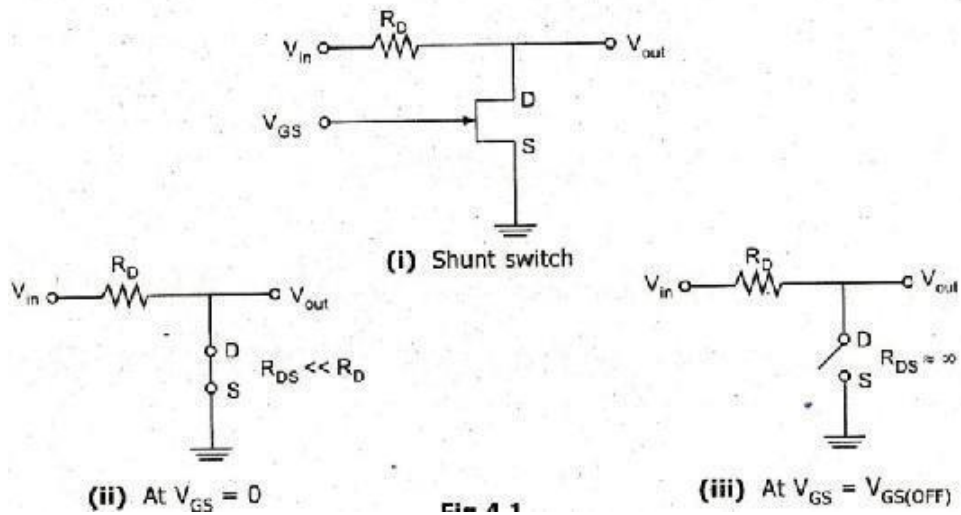 R_D
V_in
V_out
D
V_GS
S
(i) Shunt switch
R_D
V_in
V_out
D
R_DS << R_D
S
(ii) At V_GS = 0
R_D
V_in
V_out
D
R_DS ≈ ∞
S
(iii) At V_GS = V_GS(OFF)
Fig 4.1